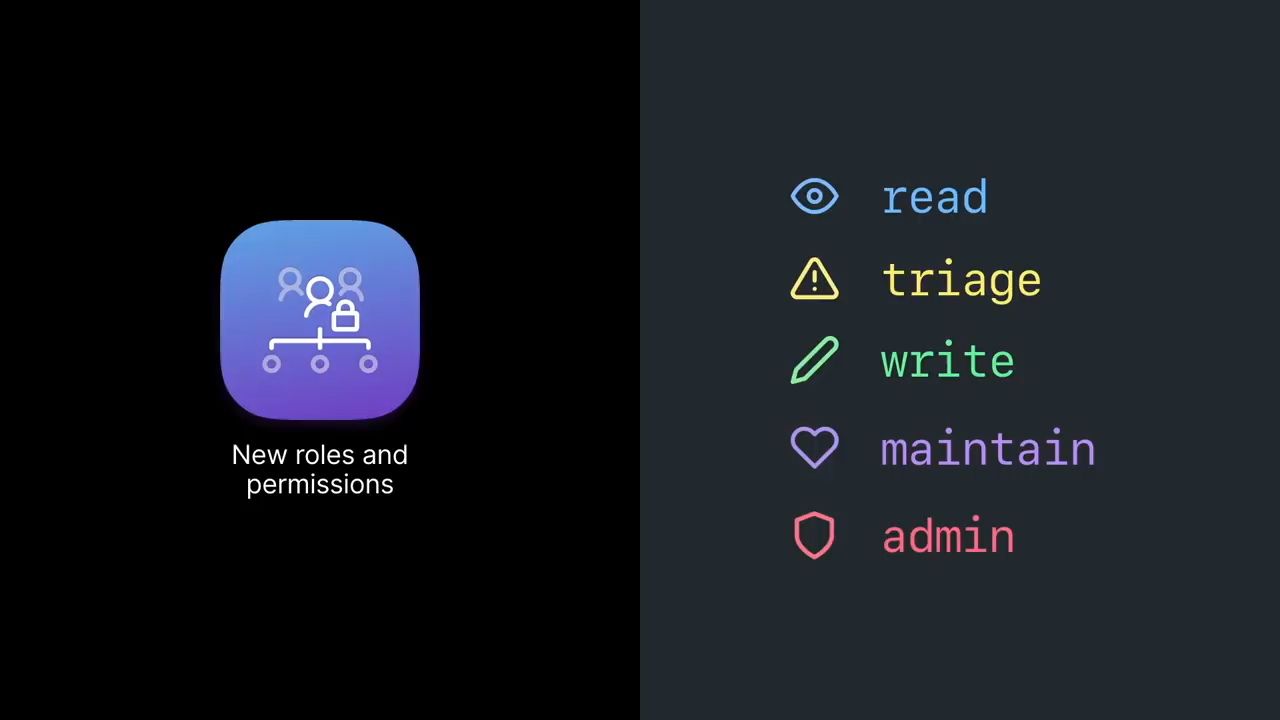 New roles and
permissions
read
triage
write
maintain
admin